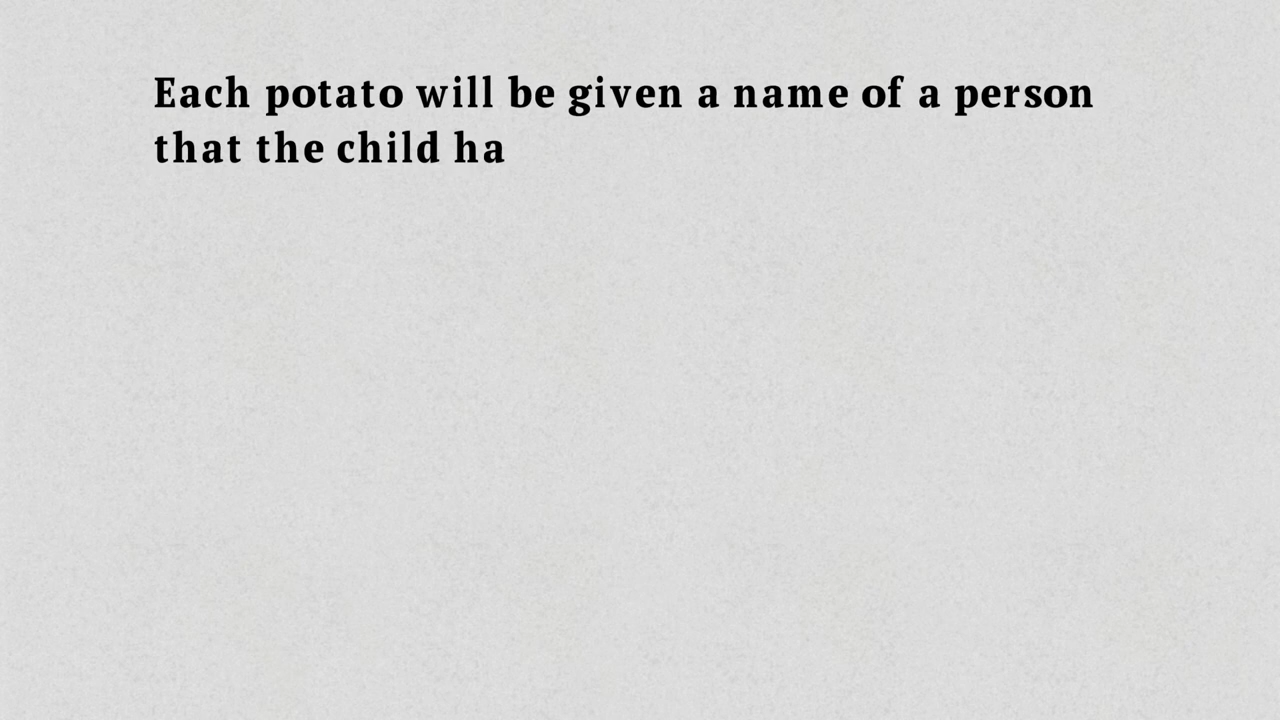 Each potato will be given a name of a person
that the child ha